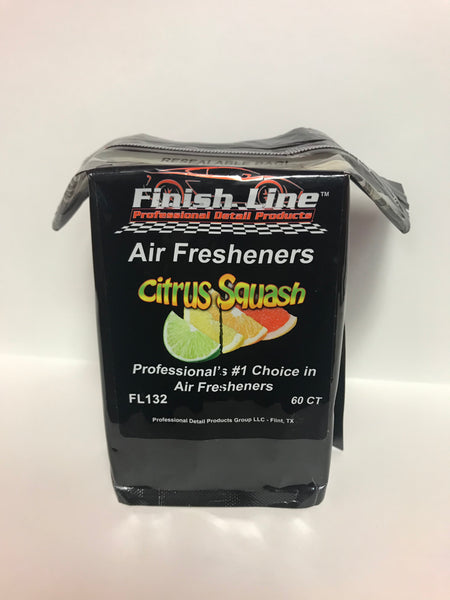 RESEALABLE BAG!
Finish Line™
Professional Detail Products
Air Fresheners
Citrus Squash
Professional's #1 Choice in
Air Fresheners
FL132 60 CT
Professional Detail Products Group LLC - Flint, TX